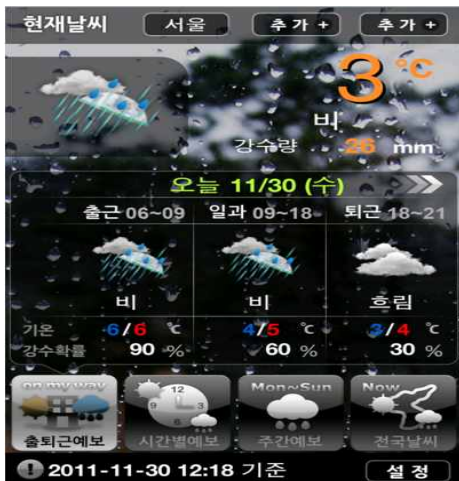 현재날씨 서울 추가 + 추가 +
3 °C
비
강수량 26 mm
오늘 11/30 (수)
출근 06~09 일과 09~18 퇴근 18~21
비 비 흐림
기온 6/6 ℃ 4/5 ℃ 3/4 ℃
강수확률 90 % 60 % 30 %
on my way 12 3 6 9 Mon~Sun Now
출퇴근예보 시간별예보 주간예보 전국날씨
2011-11-30 12:18 기준 설정